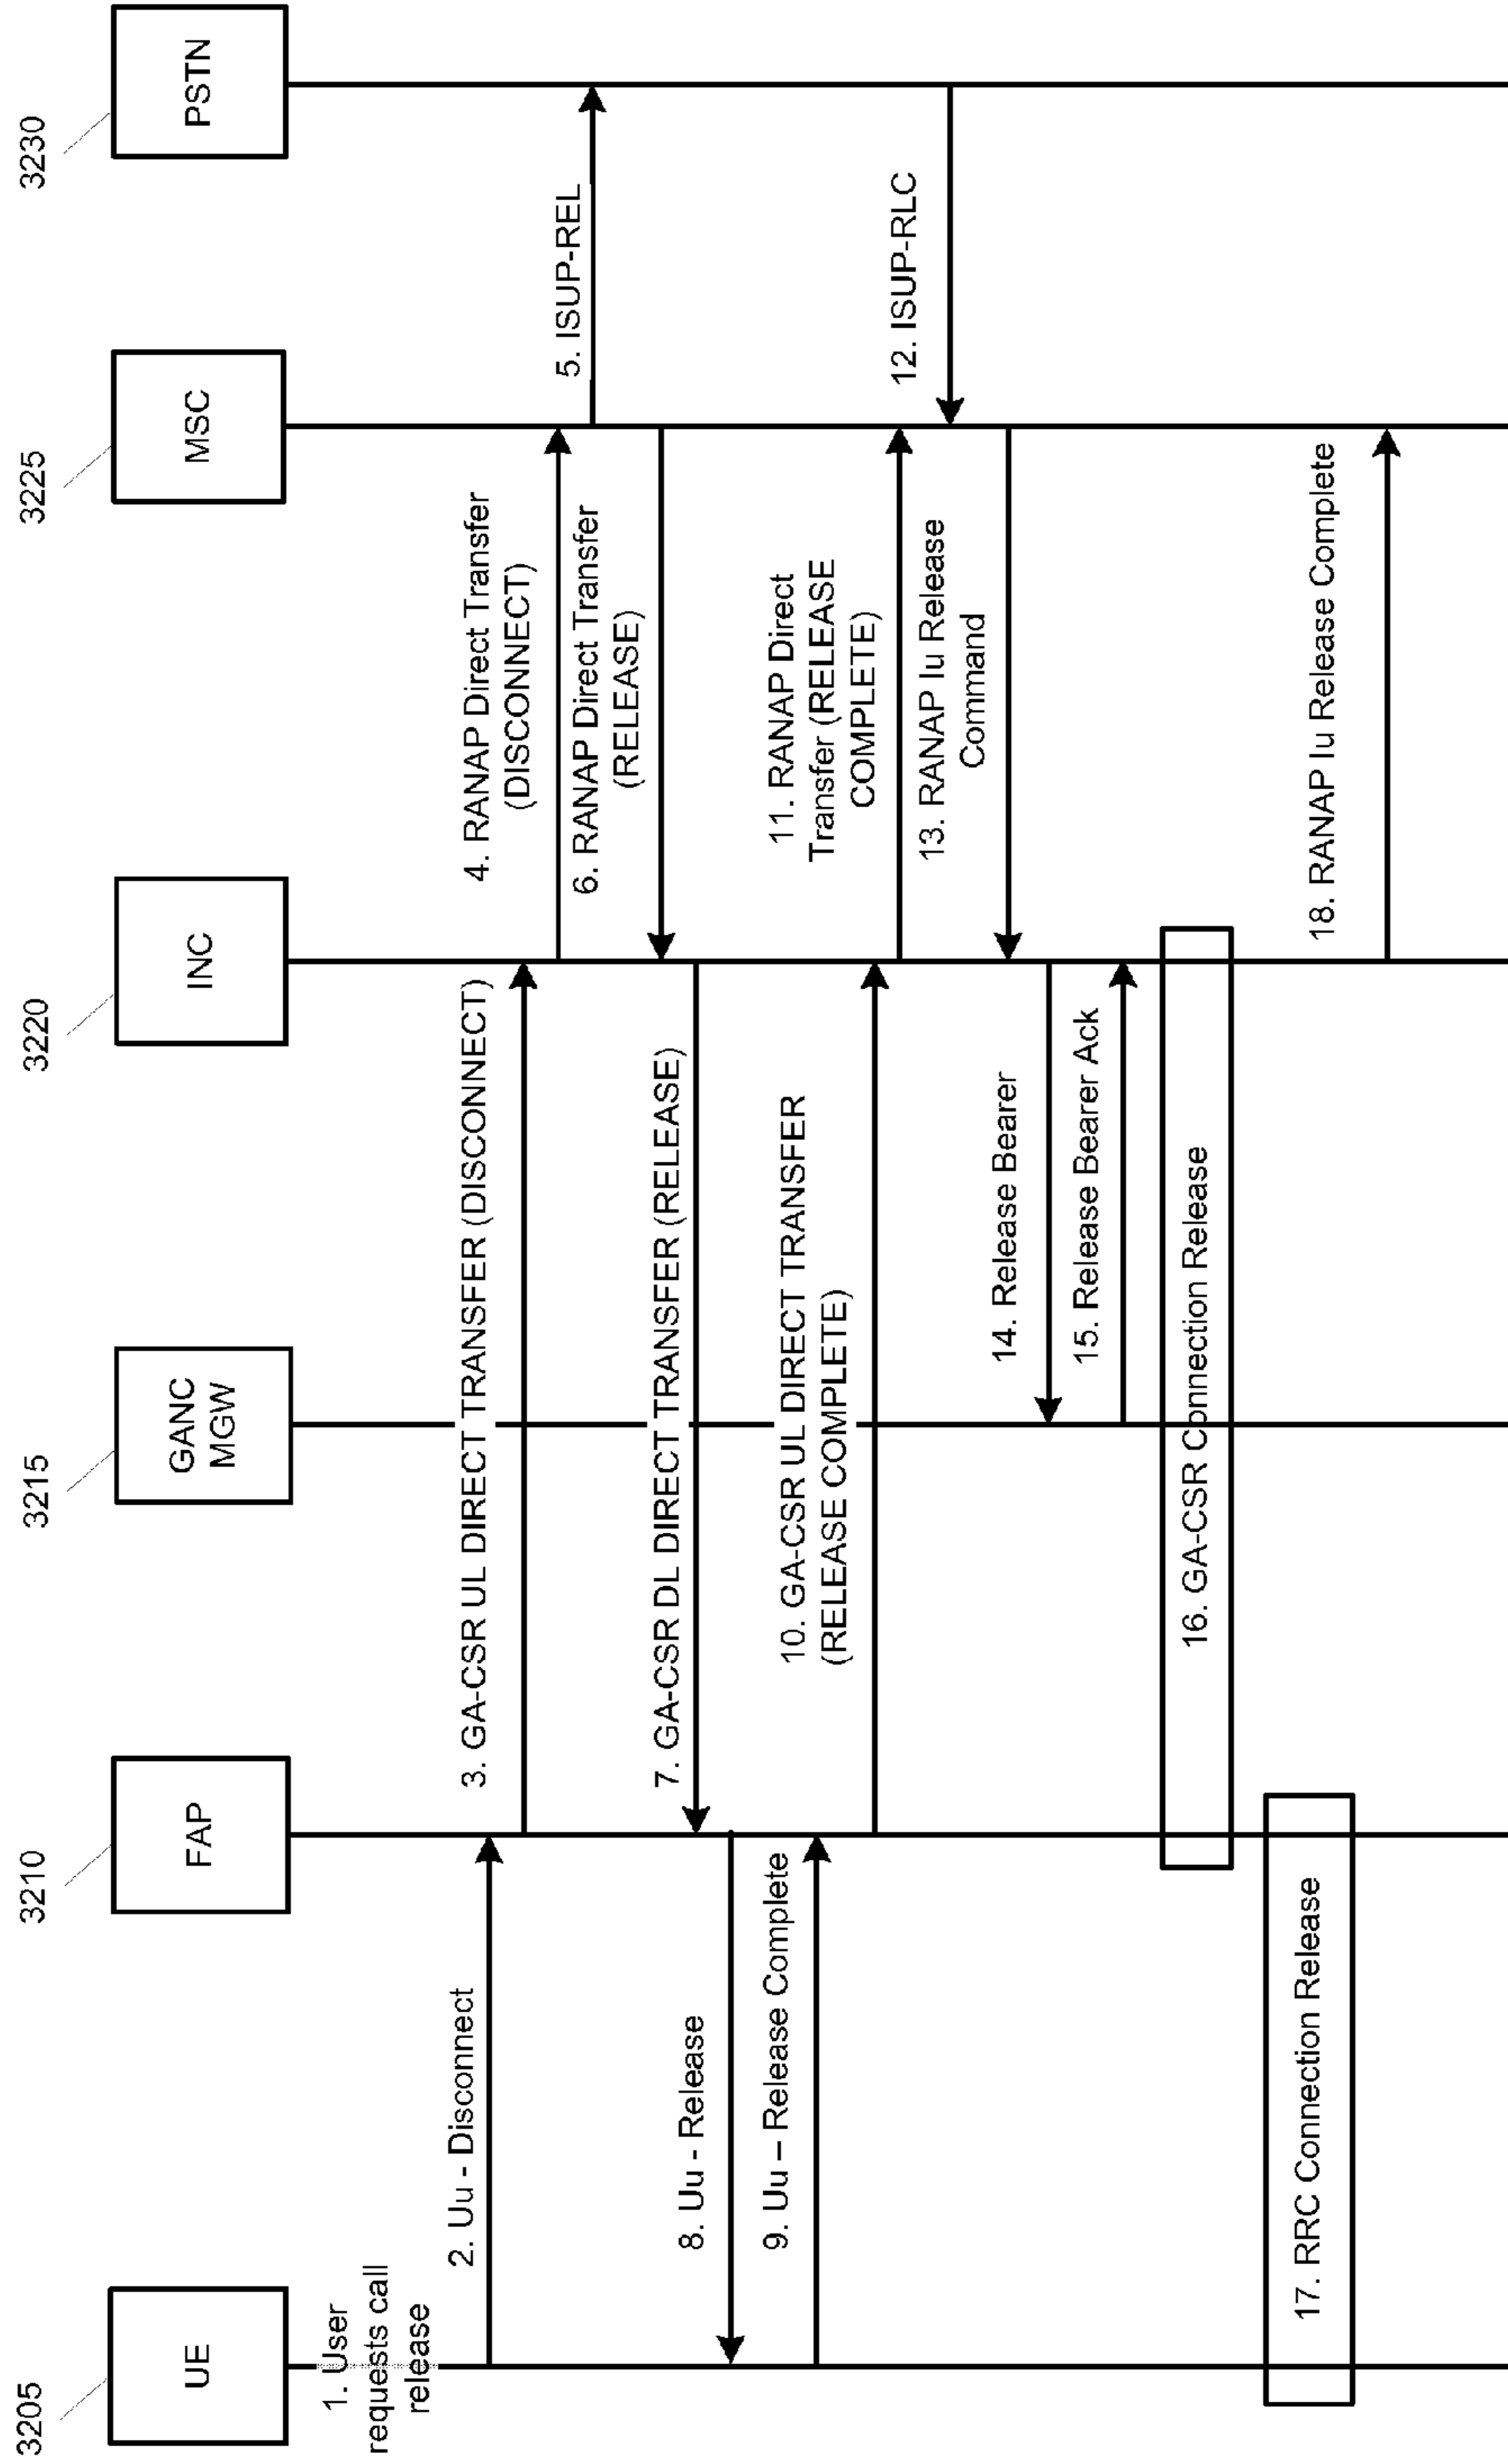 3205
3210
3215
3220
3225
3230
UE
FAP
GANC
MGW
INC
MSC
PSTN
1. User
requests call
release
2. Uu - Disconnect
3. GA-CSR UL DIRECT TRANSFER (DISCONNECT)
4. RANAP Direct Transfer
(DISCONNECT)
5. ISUP-REL
6. RANAP Direct Transfer
(RELEASE)
7. GA-CSR DL DIRECT TRANSFER (RELEASE)
8. Uu - Release
9. Uu – Release Complete
10. GA-CSR UL DIRECT TRANSFER
(RELEASE COMPLETE)
11. RANAP Direct
Transfer (RELEASE
COMPLETE)
12. ISUP-RLC
13. RANAP Iu Release
Command
14. Release Bearer
15. Release Bearer Ack
16. GA-CSR Connection Release
17. RRC Connection Release
18. RANAP Iu Release Complete